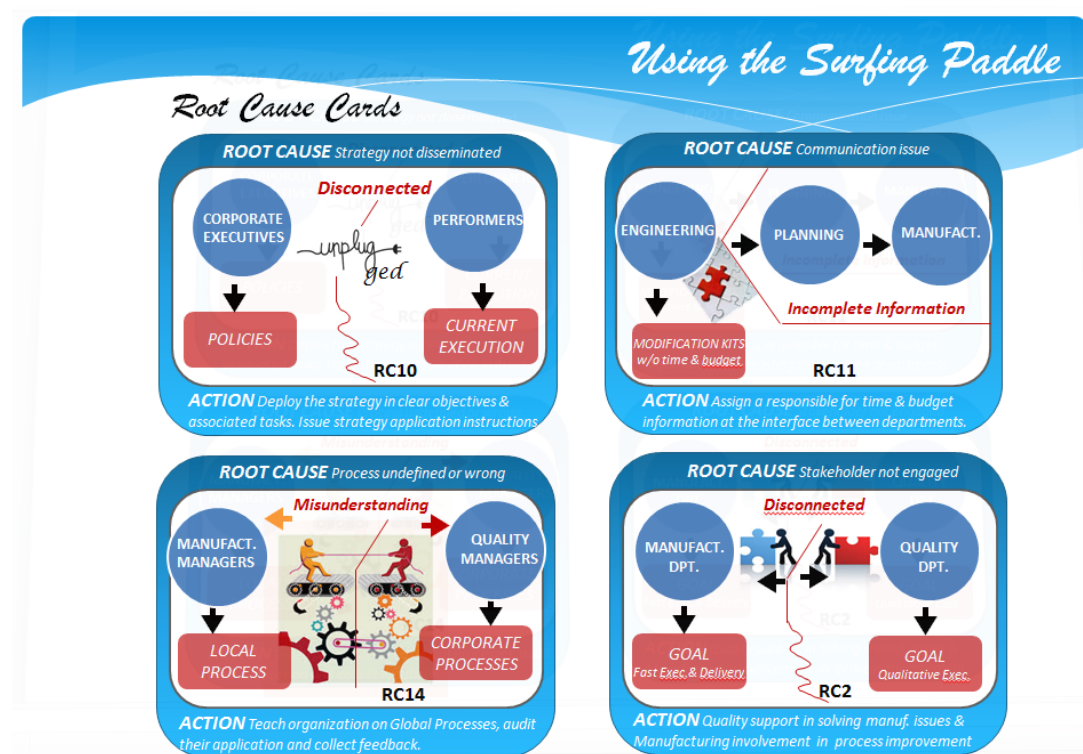 Using the Surfing Paddle
Root Cause Cards
ROOT CAUSE Strategy not disseminated
Disconnected
CORPORATE
EXECUTIVES
PERFORMERS
unplug
ged
POLICIES
CURRENT
EXECUTION
RC10
ACTION Deploy the strategy in clear objectives &
associated tasks. Issue strategy application instructions.
ROOT CAUSE Communication issue
ENGINEERING
PLANNING
MANUFACT.
Incomplete Information
MODIFICATION KITS
w/o time & budget.
RC11
ACTION Assign a responsible for time & budget
information at the interface between departments.
ROOT CAUSE Process undefined or wrong
Misunderstanding
MANUFACT.
MANAGERS
QUALITY
MANAGERS
LOCAL
PROCESS
CORPORATE
PROCESSES
RC14
ACTION Teach organization on Global Processes, audit
their application and collect feedback.
ROOT CAUSE Stakeholder not engaged
Disconnected
MANUFACT.
DPT.
QUALITY
DPT.
GOAL
Fast Exec. & Delivery
GOAL
Qualitative Exec.
RC2
ACTION Quality support in solving manuf. issues &
Manufacturing involvement in process improvement